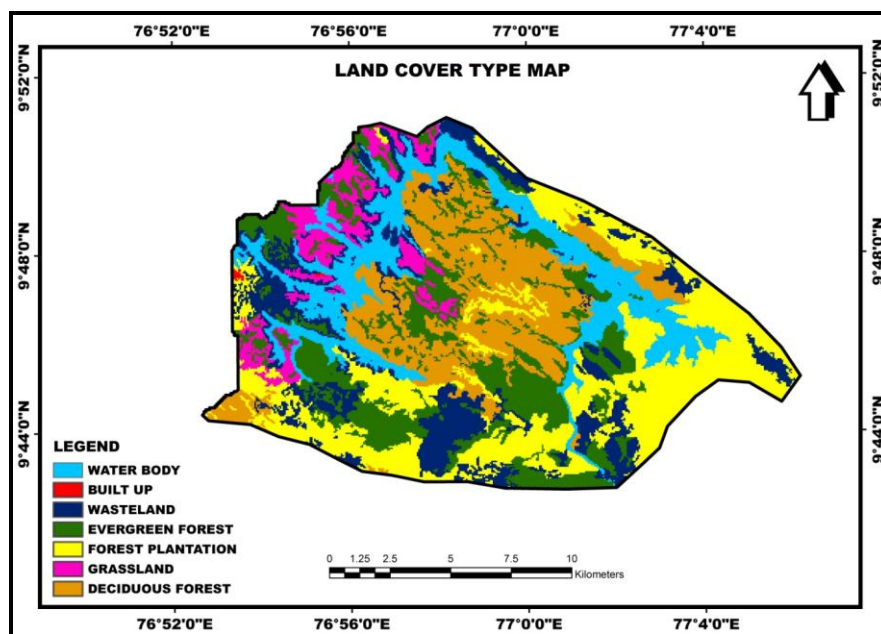 76°52'0"E 76°56'0"E 77°0'0"E 77°4'0"E
LAND COVER TYPE MAP
9°52'0"N 9°52'0"N
9°48'0"N 9°48'0"N
9°44'0"N 9°44'0"N
LEGEND
WATER BODY
BUILT UP
WASTELAND
EVERGREEN FOREST
FOREST PLANTATION
GRASSLAND
DECIDUOUS FOREST
0 1.25 2.5 5 7.5 10
Kilometers
76°52'0"E 76°56'0"E 77°0'0"E 77°4'0"E